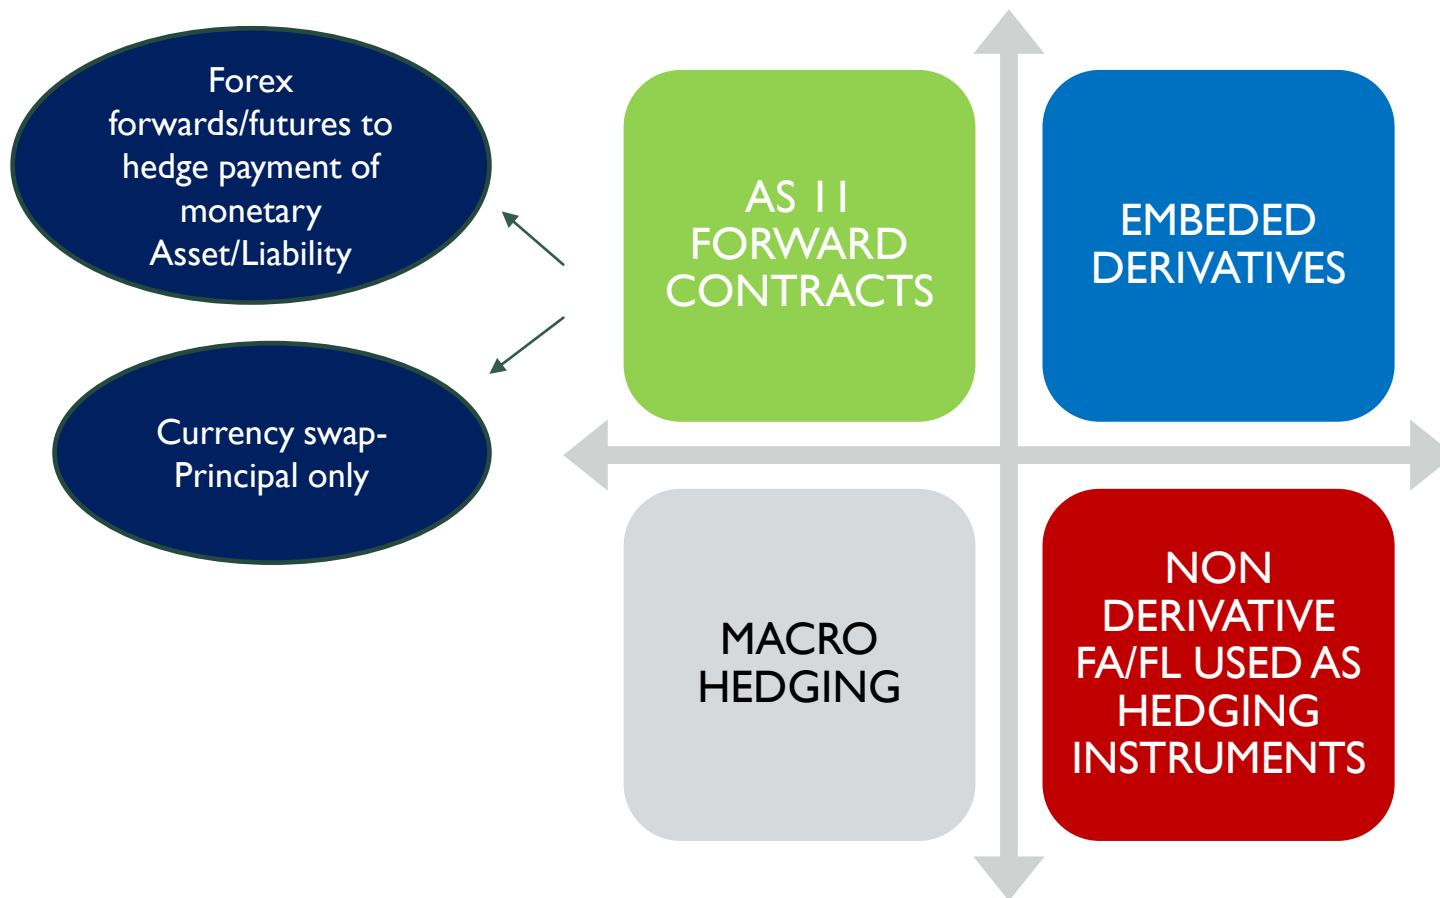 Forex
forwards/futures to
hedge payment of
monetary
Asset/Liability
Currency swap-
Principal only
AS 11
FORWARD
CONTRACTS
EMBEDED
DERIVATIVES
MACRO
HEDGING
NON
DERIVATIVE
FA/FL USED AS
HEDGING
INSTRUMENTS